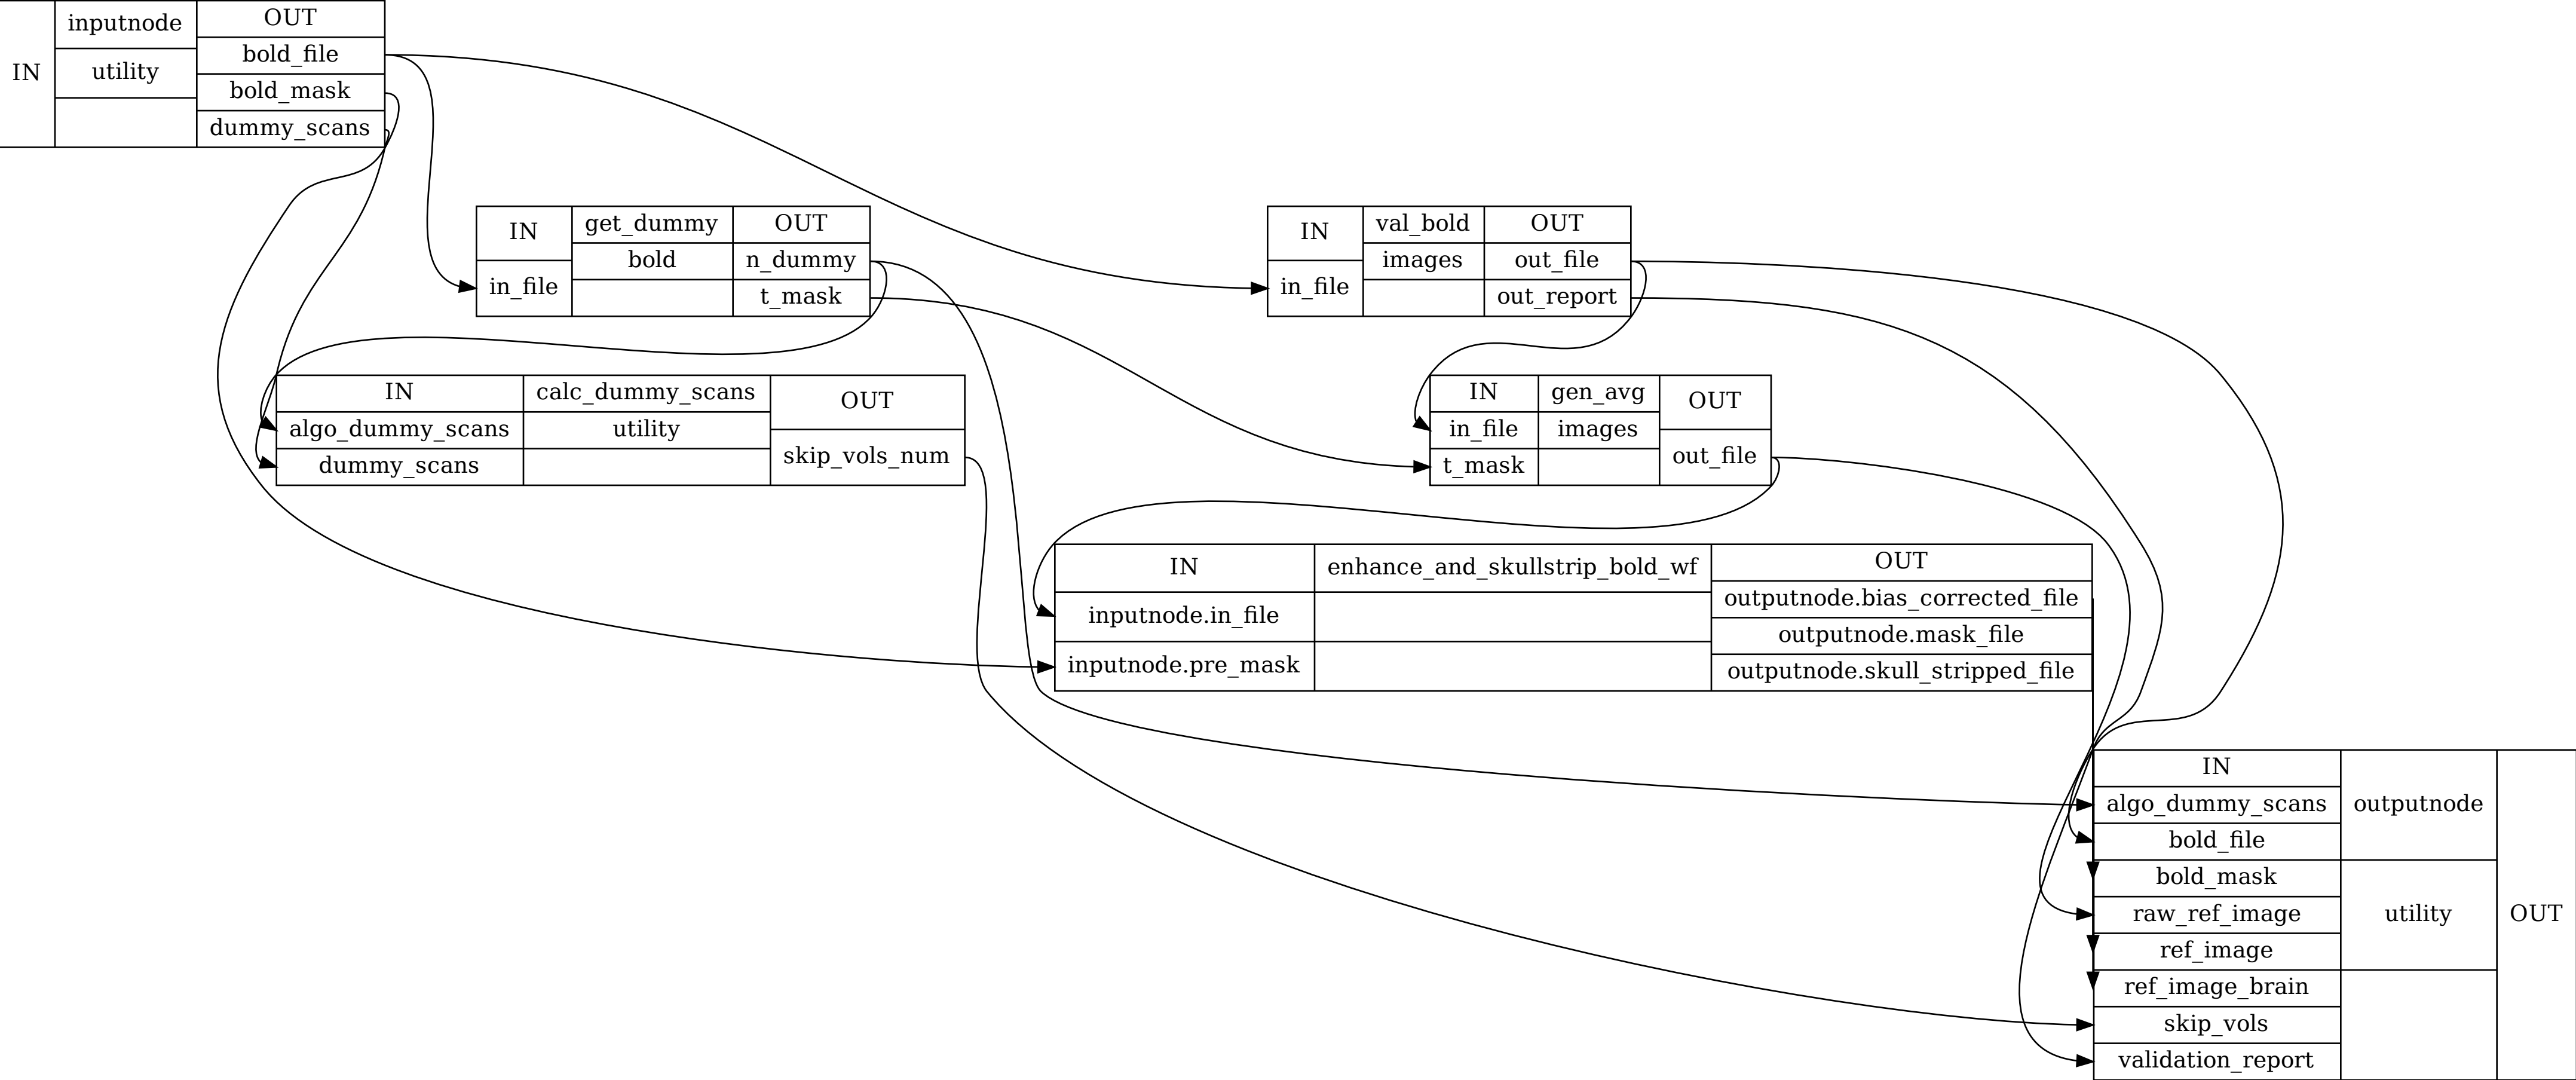 IN
inputnode
utility
OUT
bold_file
bold_mask
dummy_scans
IN
in_file
get_dummy
bold
OUT
n_dummy
t_mask
IN
in_file
val_bold
images
OUT
out_file
out_report
IN
algo_dummy_scans
dummy_scans
calc_dummy_scans
utility
OUT
skip_vols_num
IN
in_file
t_mask
gen_avg
images
OUT
out_file
IN
inputnode.in_file
inputnode.pre_mask
enhance_and_skullstrip_bold_wf
OUT
outputnode.bias_corrected_file
outputnode.mask_file
outputnode.skull_stripped_file
IN
algo_dummy_scans
bold_file
bold_mask
raw_ref_image
ref_image
ref_image_brain
skip_vols
validation_report
outputnode
utility
OUT